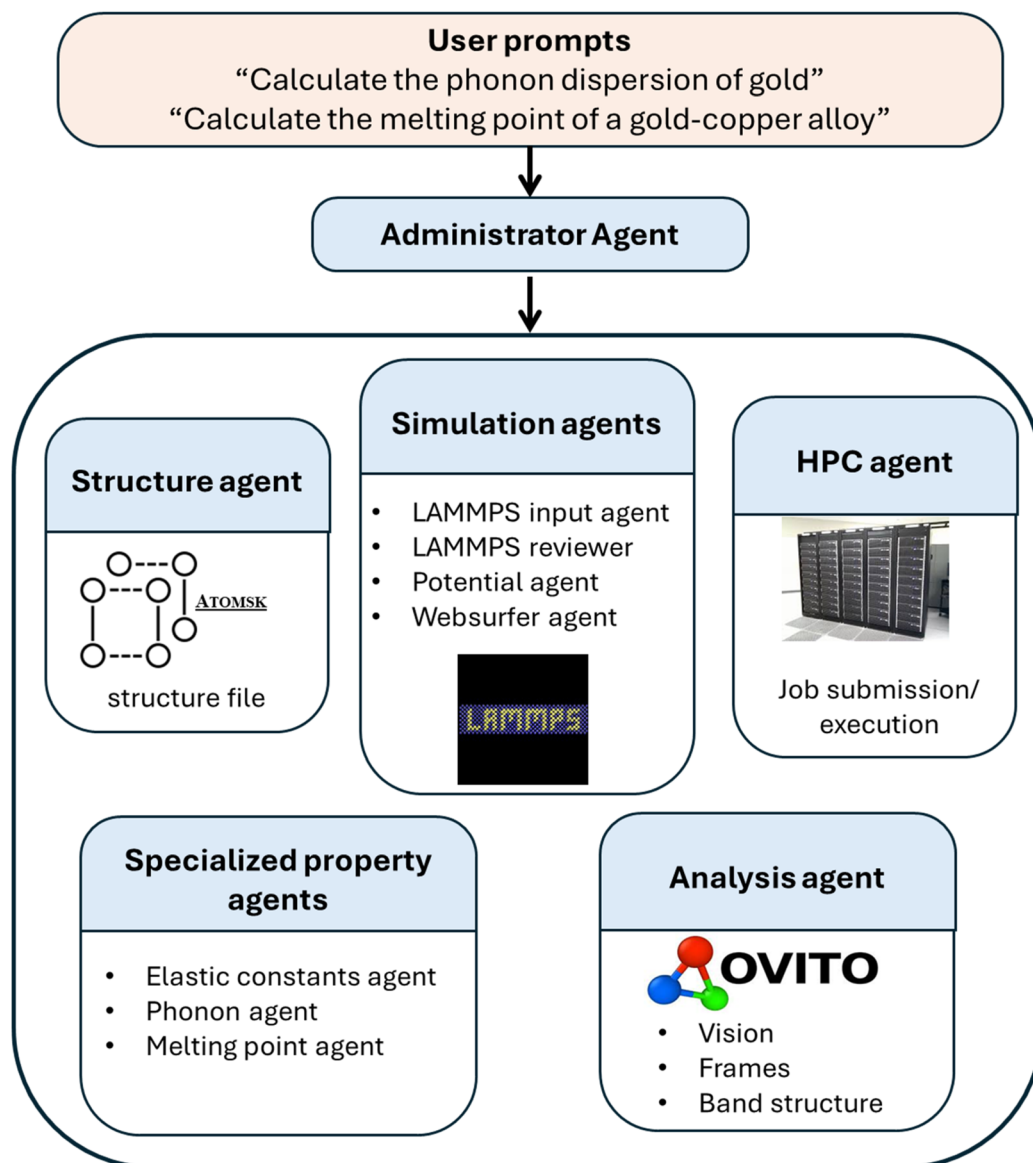 User prompts
“Calculate the phonon dispersion of gold”
“Calculate the melting point of a gold-copper alloy”
Administrator Agent
Structure agent
ATOMSK
structure file
Simulation agents
• LAMMPS input agent
• LAMMPS reviewer
• Potential agent
• Websurfer agent
LAMMPS
HPC agent
Job submission/
execution
Specialized property
agents
• Elastic constants agent
• Phonon agent
• Melting point agent
Analysis agent
OVITO
• Vision
• Frames
• Band structure